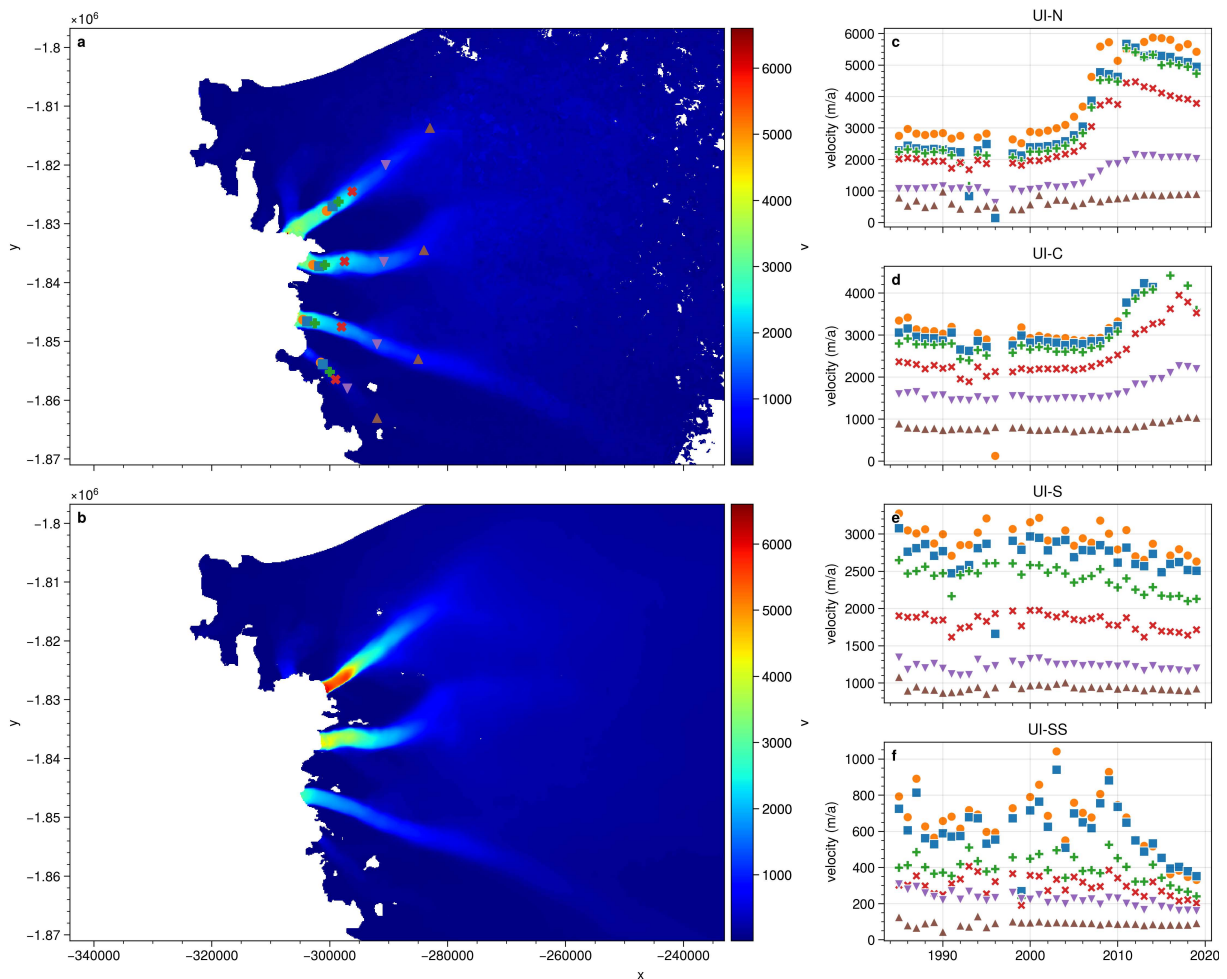 ×10⁶
a
−1.8
−1.81
−1.82
−1.83
−1.84
−1.85
−1.86
−1.87
y
6000
5000
4000
3000
2000
1000
v
×10⁶
b
−1.8
−1.81
−1.82
−1.83
−1.84
−1.85
−1.86
−1.87
y
−340000 −320000 −300000 −280000 −260000 −240000
x
6000
5000
4000
3000
2000
1000
v
UI-N
c
6000
5000
4000
3000
2000
1000
0
velocity (m/a)
UI-C
d
4000
3000
2000
1000
0
velocity (m/a)
UI-S
e
3000
2500
2000
1500
1000
velocity (m/a)
UI-SS
f
1000
800
600
400
200
0
velocity (m/a)
1990 2000 2010 2020